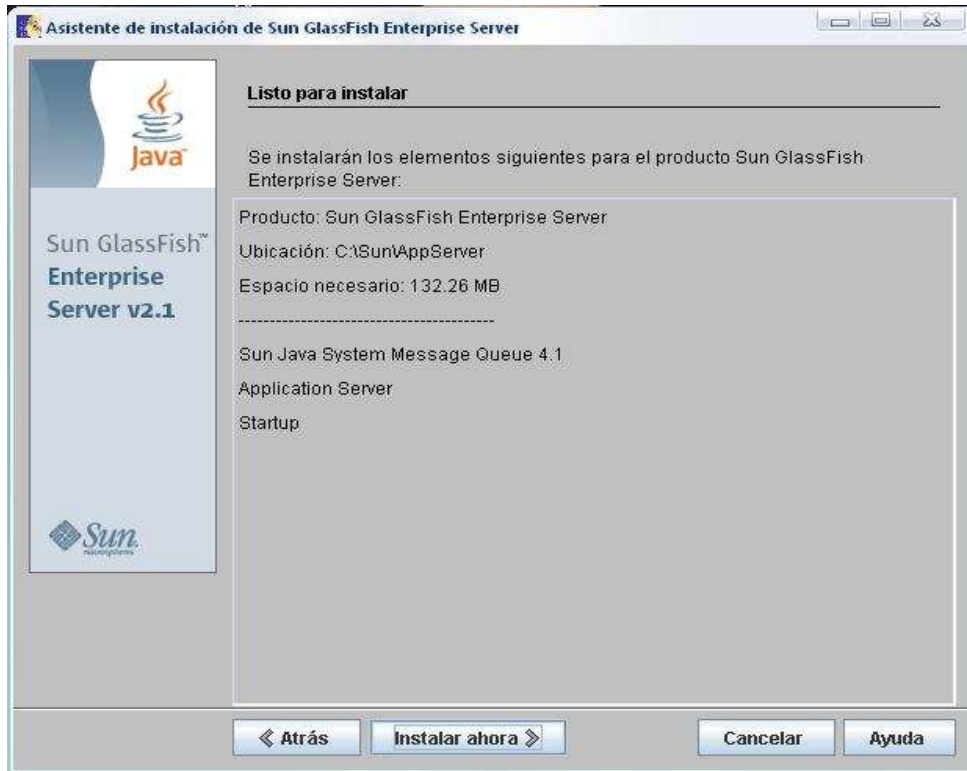 Asistente de instalación de Sun GlassFish Enterprise Server
Java™
Sun GlassFish™
Enterprise
Server v2.1
Sun
microsystems
Listo para instalar
Se instalarán los elementos siguientes para el producto Sun GlassFish
Enterprise Server:
Producto: Sun GlassFish Enterprise Server
Ubicación: C:\Sun\AppServer
Espacio necesario: 132.26 MB
-----------------------------------------
Sun Java System Message Queue 4.1
Application Server
Startup
Atrás
Instalar ahora
Cancelar
Ayuda